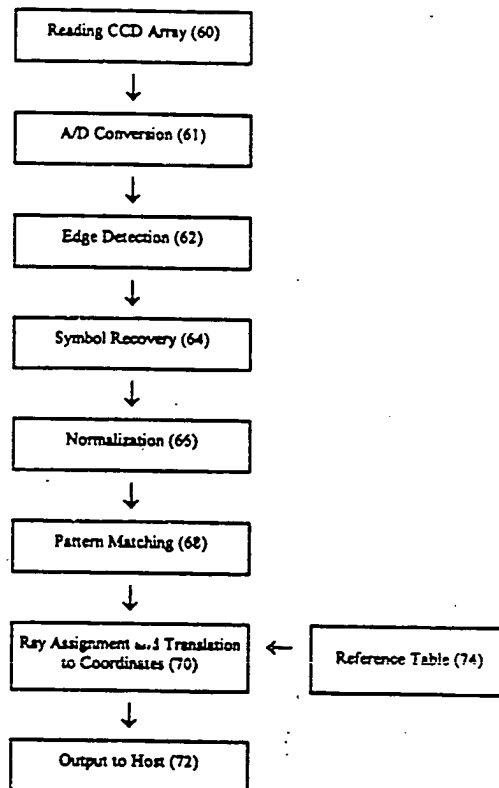 Reading CCD Array (60)
A/D Conversion (61)
Edge Detection (62)
Symbol Recovery (64)
Normalization (66)
Pattern Matching (68)
Ray Assignment and Translation
to Coordinates (70)
Reference Table (74)
Output to Host (72)